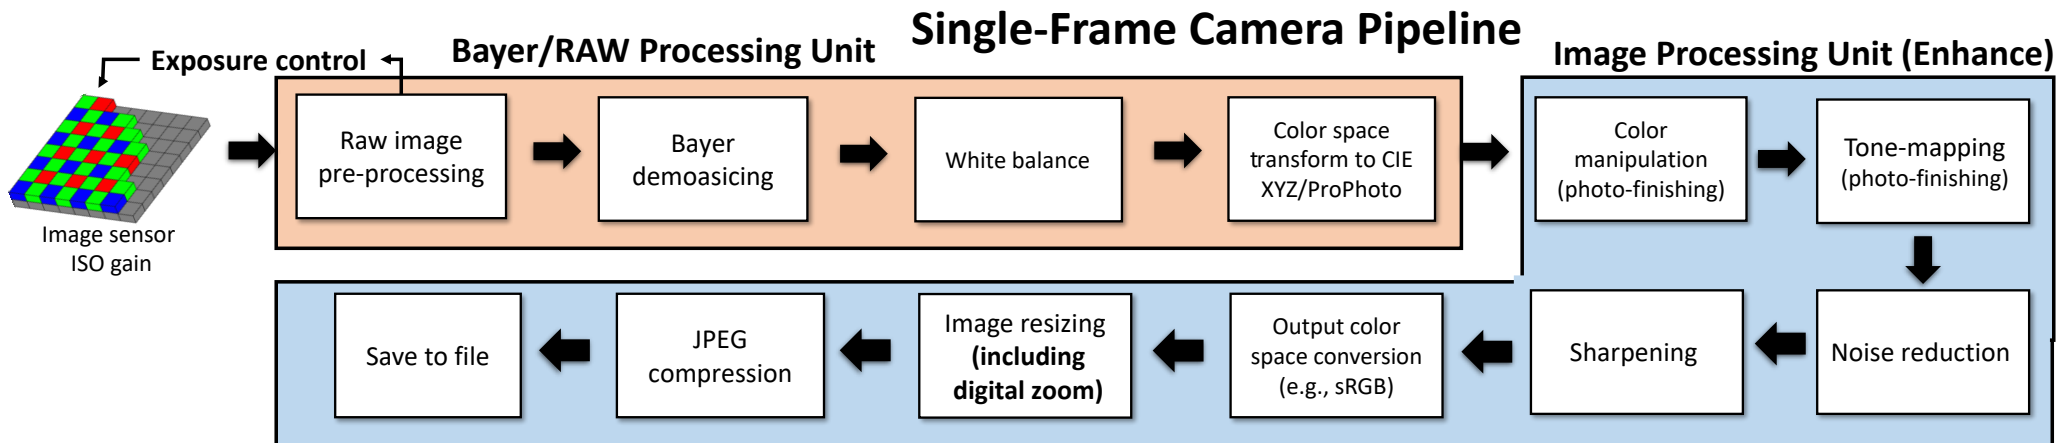 Single-Frame Camera Pipeline
Bayer/RAW Processing Unit
Image Processing Unit (Enhance)
Exposure control
Image sensor
ISO gain
Raw image
pre-processing
Bayer
demoasicing
White balance
Color space
transform to CIE
XYZ/ProPhoto
Color
manipulation
(photo-finishing)
Tone-mapping
(photo-finishing)
Noise reduction
Sharpening
Output color
space conversion
(e.g., sRGB)
Image resizing
(including
digital zoom)
JPEG
compression
Save to file